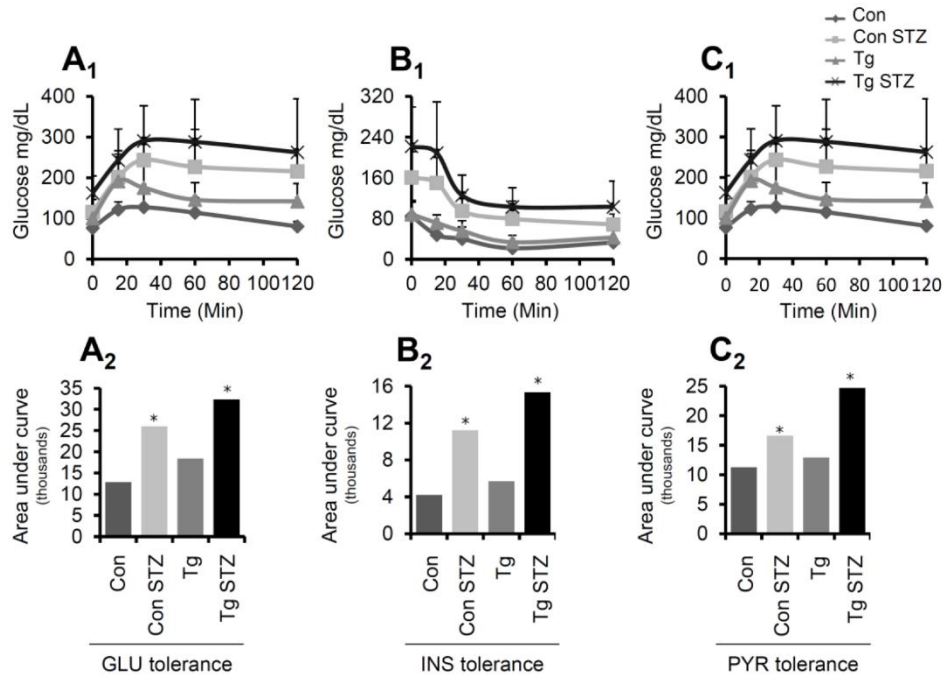 Con
Con STZ
Tg
Tg STZ
A1
B1
C1
Glucose mg/dL
400
300
200
100
0
0 20 40 60 80 100 120
Time (Min)
Glucose mg/dL
320
240
160
80
0
0 20 40 60 80 100 120
Time (Min)
Glucose mg/dL
400
300
200
100
0
0 20 40 60 80 100 120
Time (Min)
A2
Area under curve
(thousands)
35
30
25
20
15
10
5
0
* *
Con
Con STZ
Tg
Tg STZ
GLU tolerance
B2
Area under curve
(thousands)
16
12
8
4
0
* *
Con
Con STZ
Tg
Tg STZ
INS tolerance
C2
Area under curve
(thousands)
25
20
15
10
5
0
* *
Con
Con STZ
Tg
Tg STZ
PYR tolerance